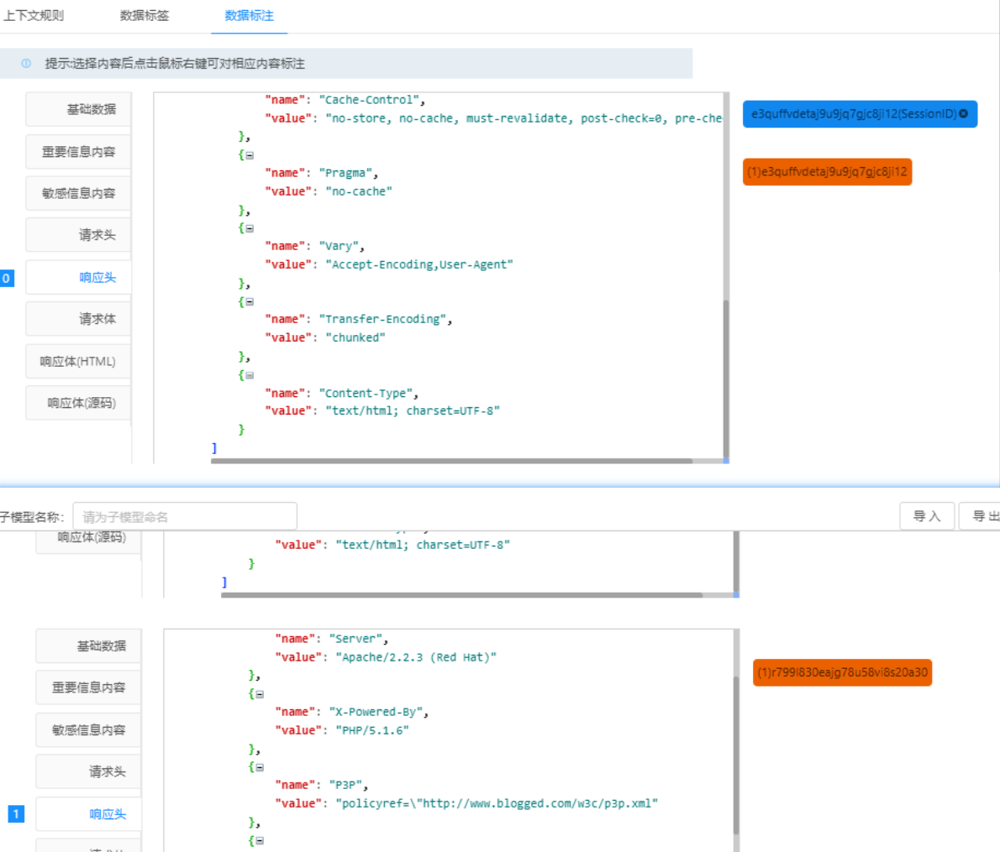 上下文规则 数据标签 数据标注
提示:选择内容后点击鼠标右键可对相应内容标注
基础数据
重要信息内容
敏感信息内容
请求头
0 响应头
请求体
响应体(HTML)
响应体(源码)
"name": "Cache-Control",
"value": "no-store, no-cache, must-revalidate, post-check=0, pre-che
},
{
"name": "Pragma",
"value": "no-cache"
},
{
"name": "Vary",
"value": "Accept-Encoding,User-Agent"
},
{
"name": "Transfer-Encoding",
"value": "chunked"
},
{
"name": "Content-Type",
"value": "text/html; charset=UTF-8"
}
]
e3quffvdetaj9u9jq7gjc8ji12(SessionID)
(1)e3quffvdetaj9u9jq7gjc8ji12
子模型名称: 请为子模型命名 导入 导出
响应体(源码)
"value": "text/html; charset=UTF-8"
}
]
基础数据
重要信息内容
敏感信息内容
请求头
1 响应头
"name": "Server",
"value": "Apache/2.2.3 (Red Hat)"
},
{
"name": "X-Powered-By",
"value": "PHP/5.1.6"
},
{
"name": "P3P",
"value": "policyref=\"http://www.blogged.com/w3c/p3p.xml"
},
{
(1)r799l830eajg78u58vi8s20a30